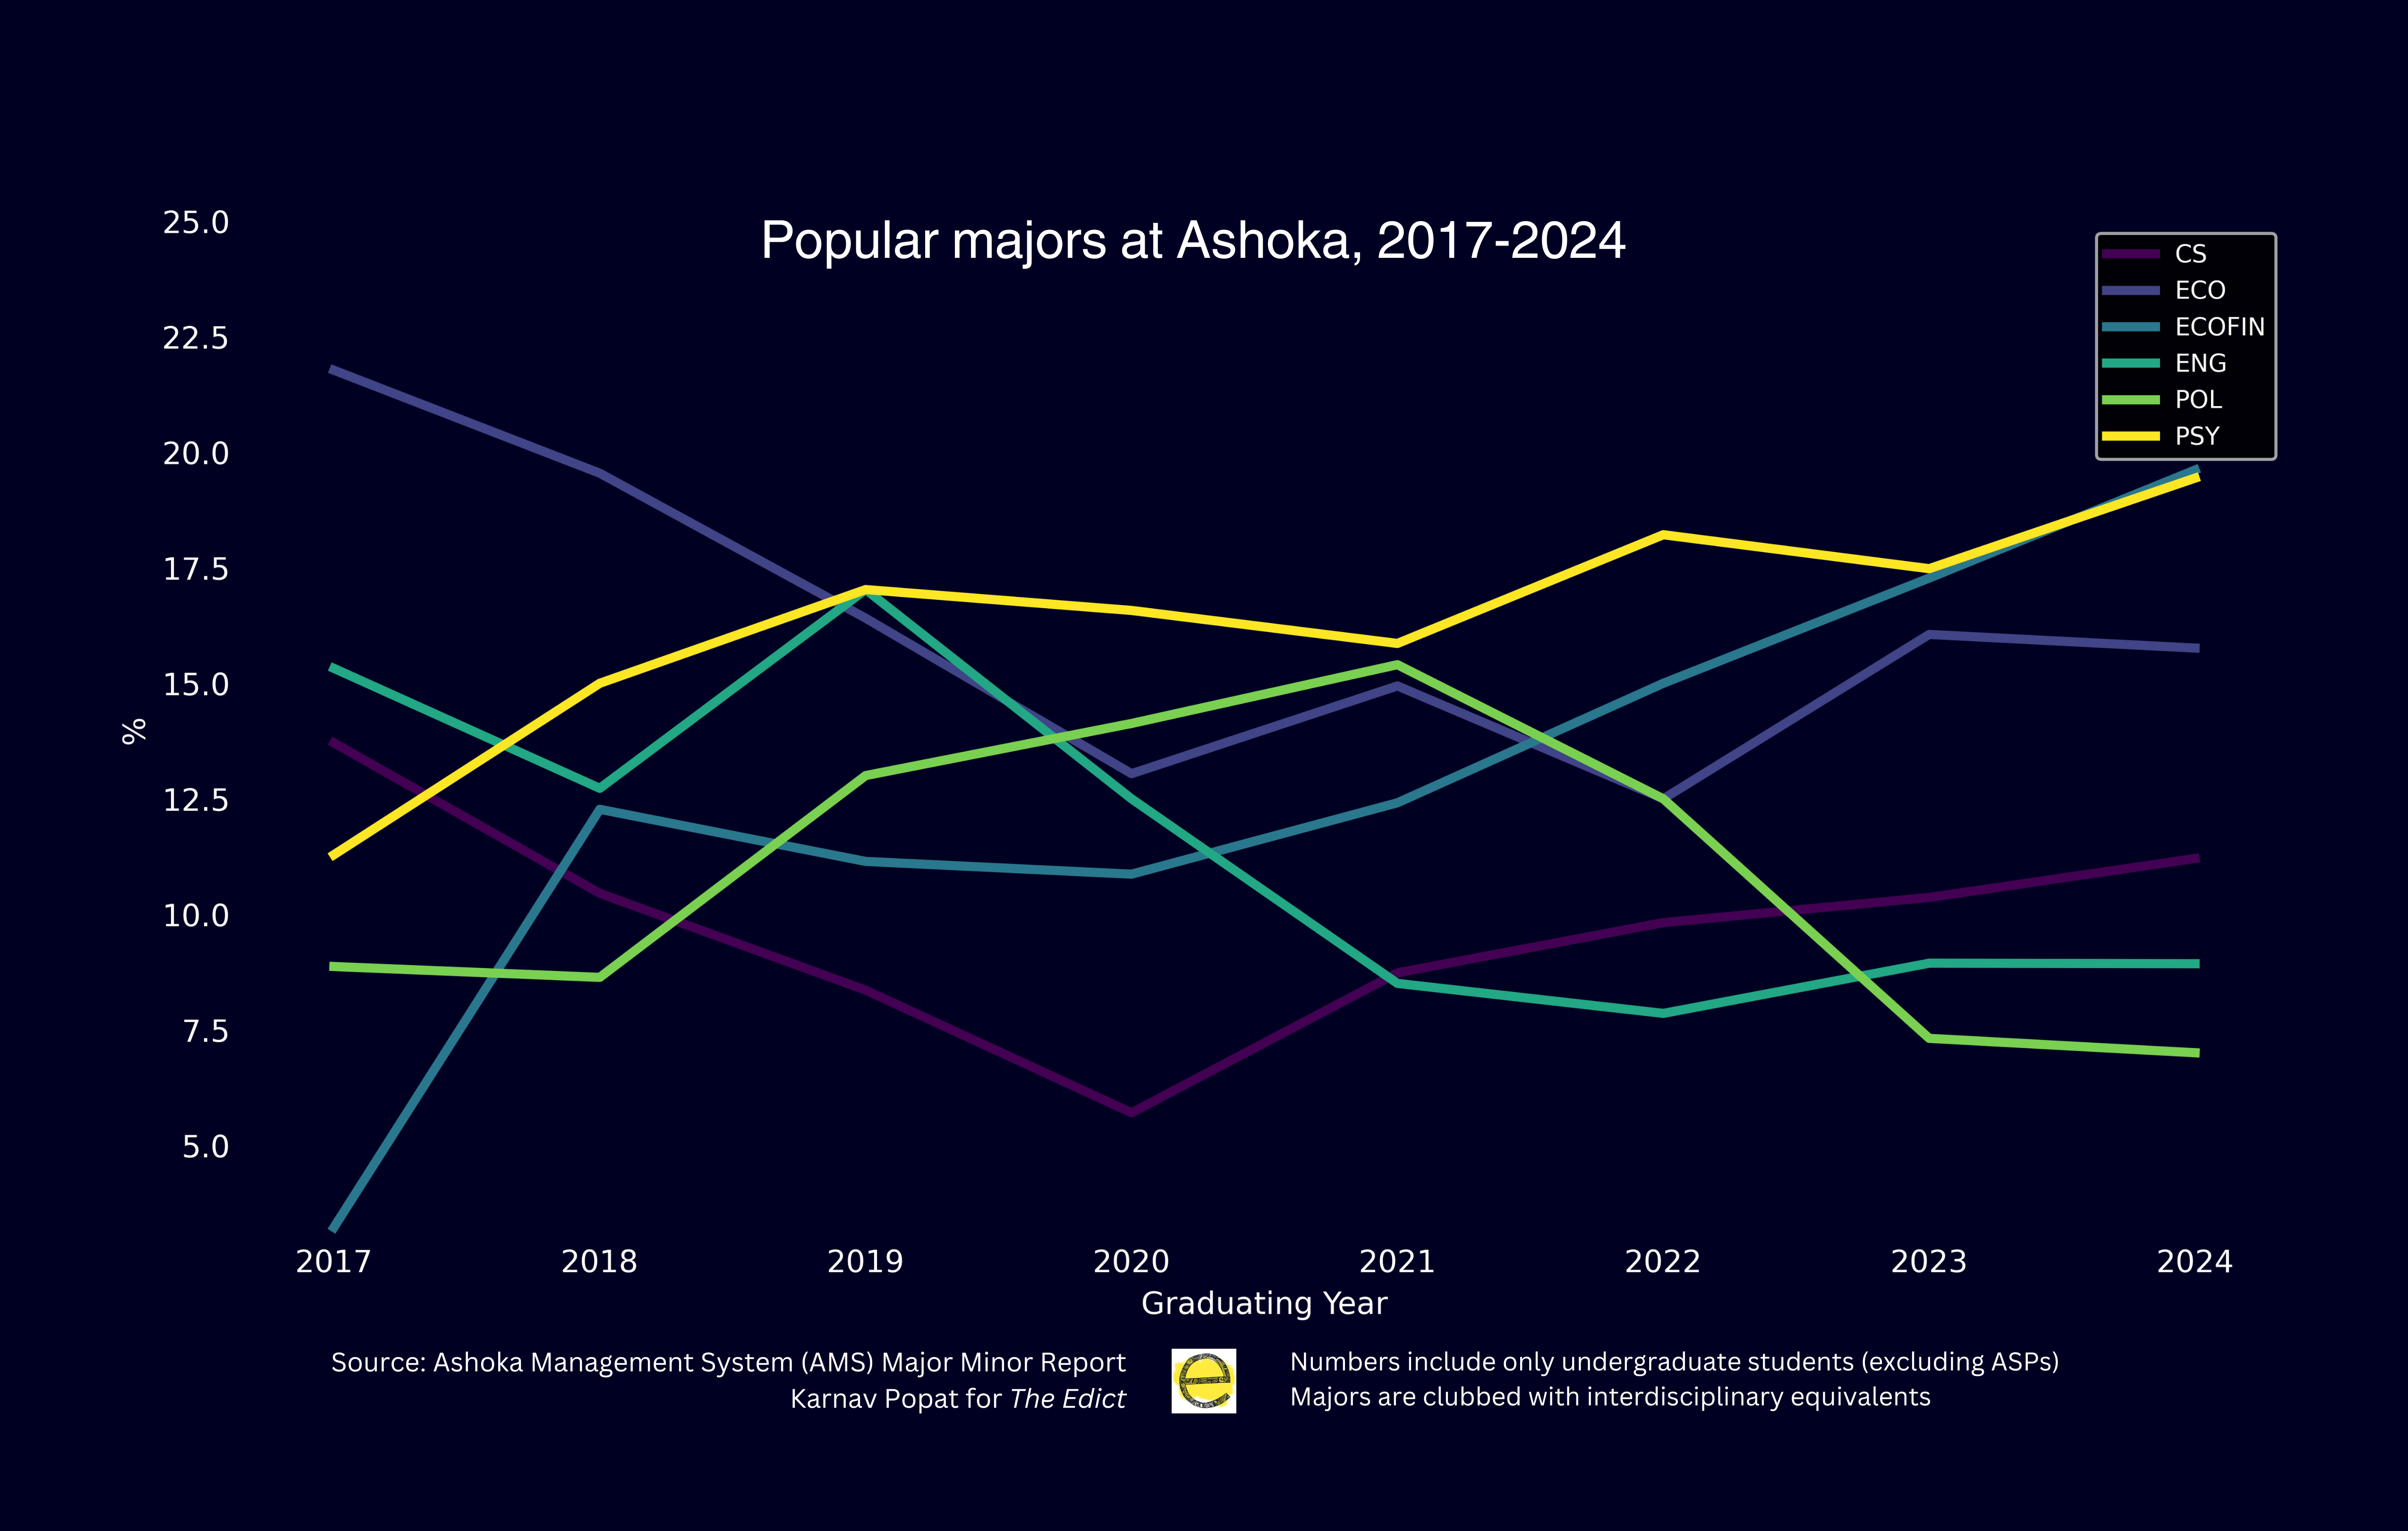 Popular majors at Ashoka, 2017-2024
25.0
22.5
20.0
17.5
15.0
12.5
10.0
7.5
5.0
%
CS
ECO
ECOFIN
ENG
POL
PSY
2017 2018 2019 2020 2021 2022 2023 2024
Graduating Year
Source: Ashoka Management System (AMS) Major Minor Report
Karnav Popat for The Edict
e
Numbers include only undergraduate students (excluding ASPs)
Majors are clubbed with interdisciplinary equivalents